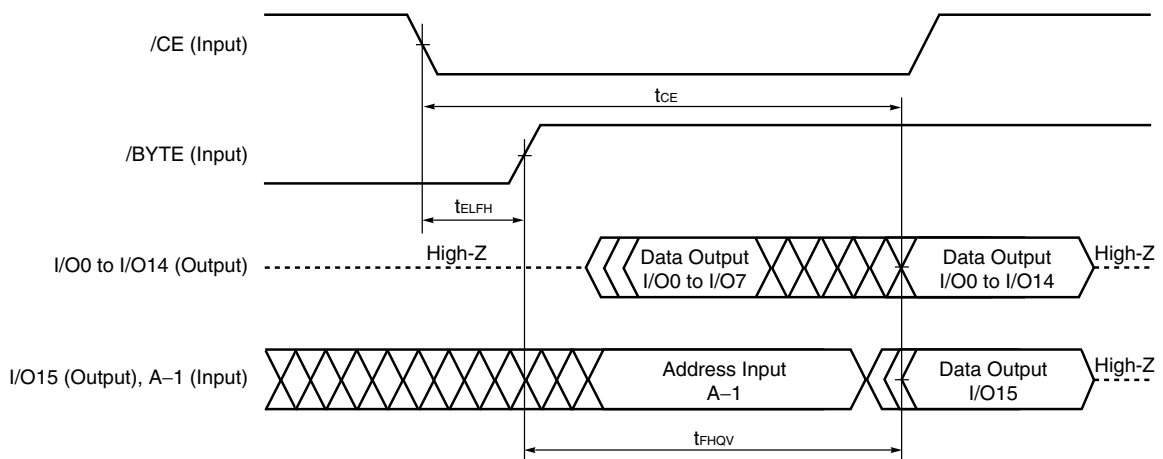 /CE (Input)
tCE
/BYTE (Input)
tELFH
I/O0 to I/O14 (Output)
High-Z
Data Output
I/O0 to I/O7
Data Output
I/O0 to I/O14
High-Z
I/O15 (Output), A–1 (Input)
Address Input
A–1
Data Output
I/O15
High-Z
tFHQV